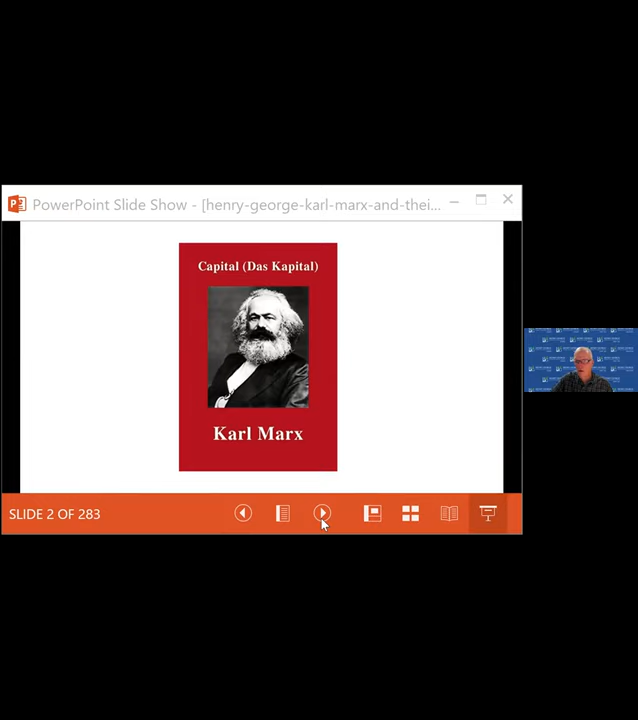 PowerPoint Slide Show - [henry-george-karl-marx-and-thei...
Capital (Das Kapital)
Karl Marx
SLIDE 2 OF 283